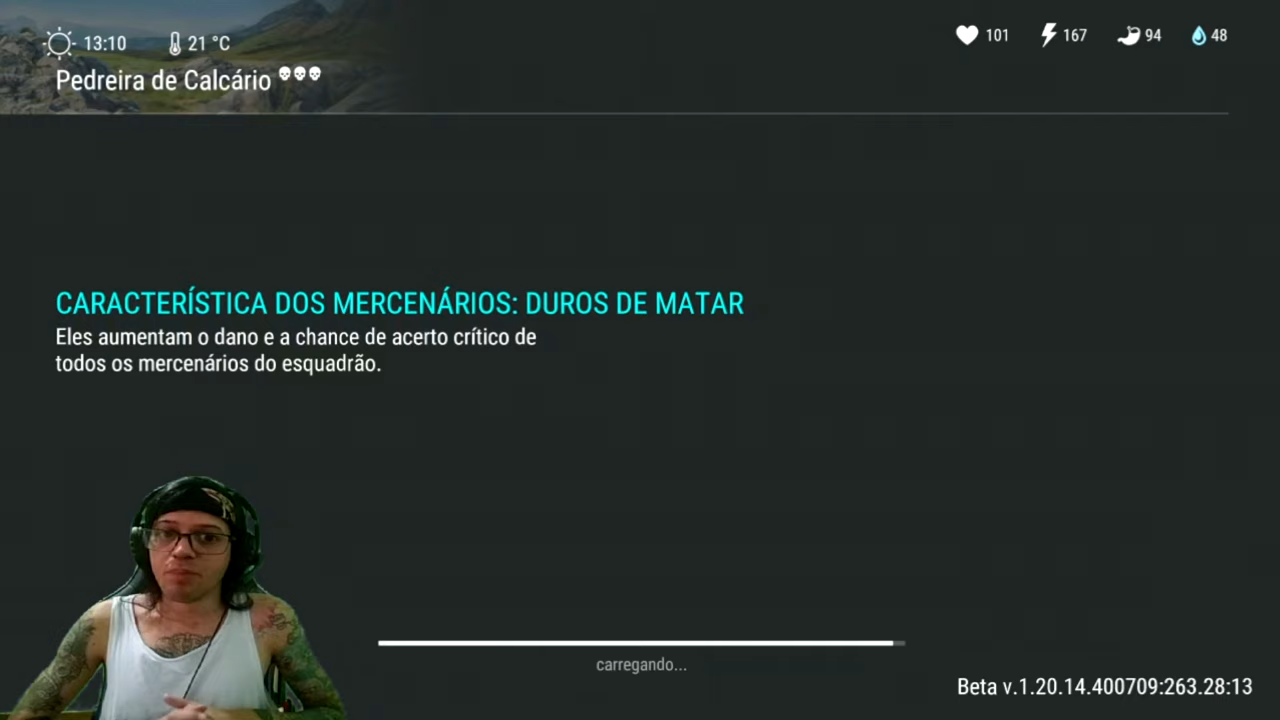 13:10 21 °C
101 167 94 48
Pedreira de Calcário
CARACTERÍSTICA DOS MERCENÁRIOS: DUROS DE MATAR
Eles aumentam o dano e a chance de acerto crítico de
todos os mercenários do esquadrão.
carregando...
Beta v.1.20.14.400709:263.28:13